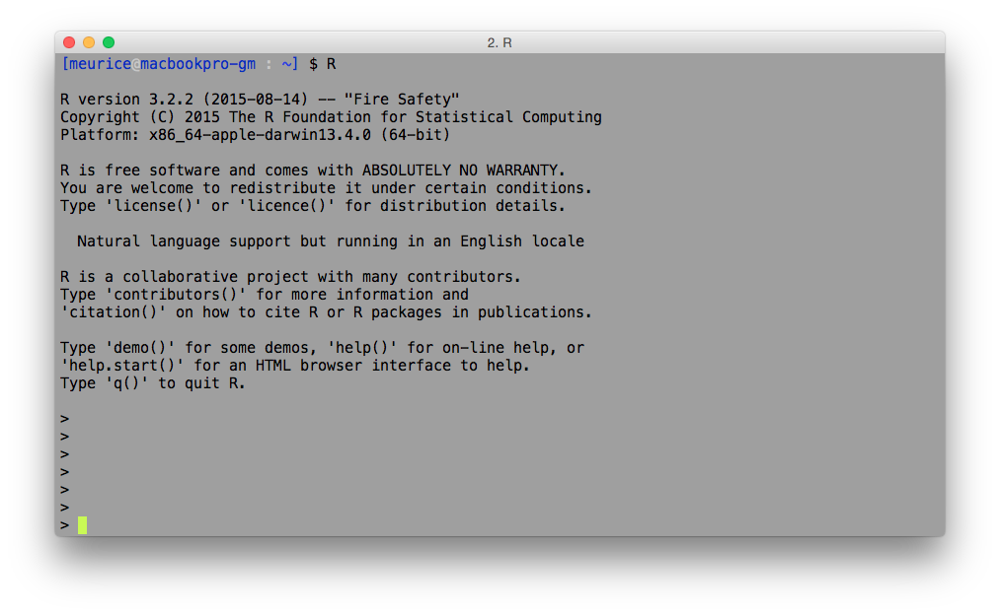 2. R
[meurice@macbookpro-gm : ~] $ R
R version 3.2.2 (2015-08-14) -- "Fire Safety"
Copyright (C) 2015 The R Foundation for Statistical Computing
Platform: x86_64-apple-darwin13.4.0 (64-bit)
R is free software and comes with ABSOLUTELY NO WARRANTY.
You are welcome to redistribute it under certain conditions.
Type 'license()' or 'licence()' for distribution details.
Natural language support but running in an English locale
R is a collaborative project with many contributors.
Type 'contributors()' for more information and
'citation()' on how to cite R or R packages in publications.
Type 'demo()' for some demos, 'help()' for on-line help, or
'help.start()' for an HTML browser interface to help.
Type 'q()' to quit R.
>
>
>
>
>
>
>